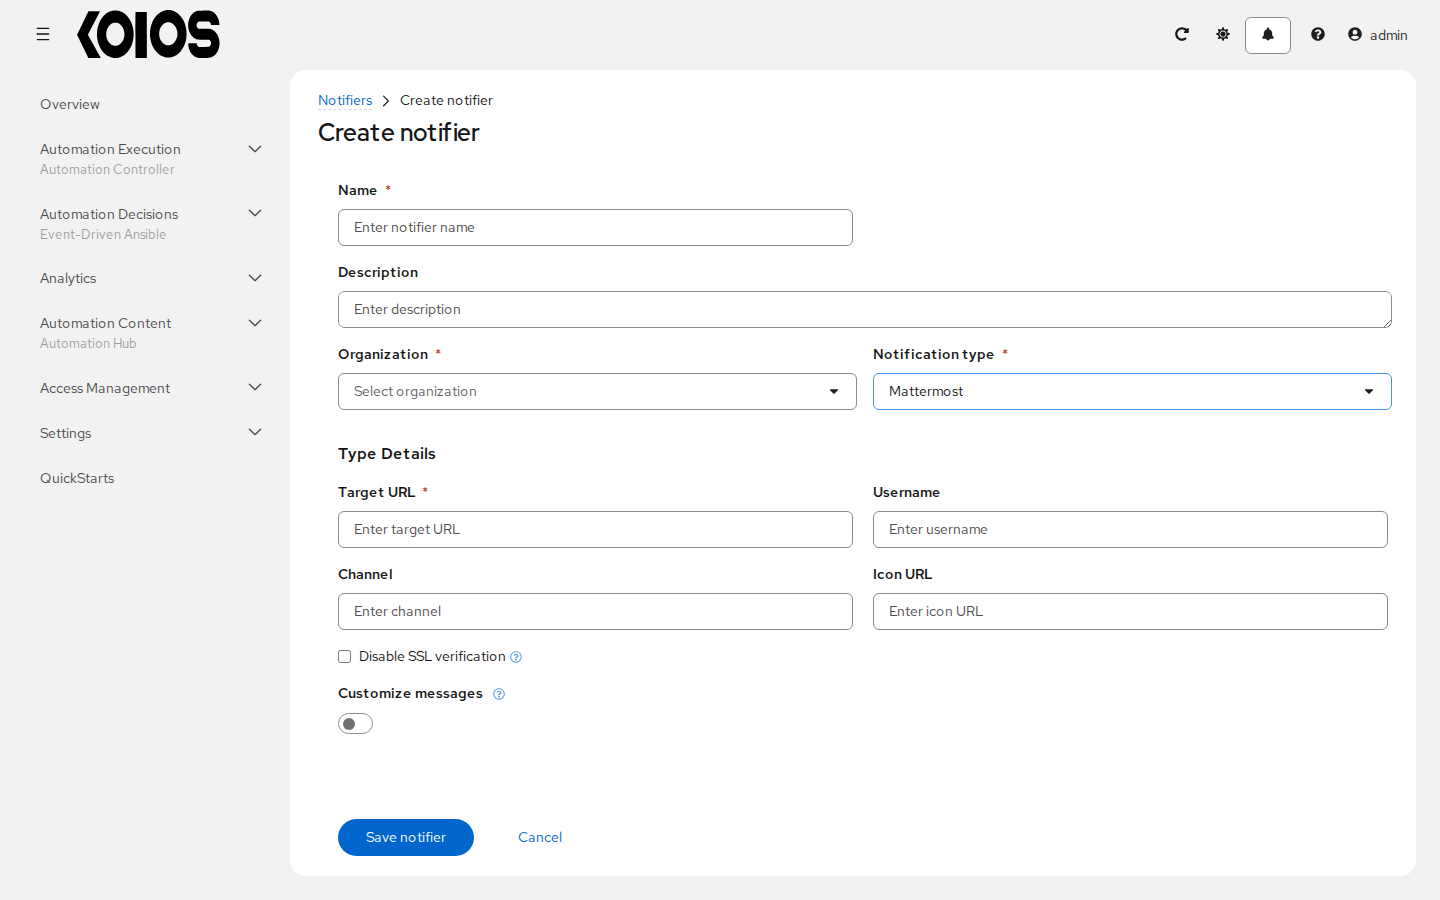 KOIOS
admin
Overview
Automation Execution
Automation Controller
Automation Decisions
Event-Driven Ansible
Analytics
Automation Content
Automation Hub
Access Management
Settings
QuickStarts
Notifiers
Create notifier
Create notifier
Name *
Enter notifier name
Description
Enter description
Organization *
Select organization
Notification type *
Mattermost
Type Details
Target URL *
Enter target URL
Username
Enter username
Channel
Enter channel
Icon URL
Enter icon URL
Disable SSL verification
Customize messages
Save notifier
Cancel